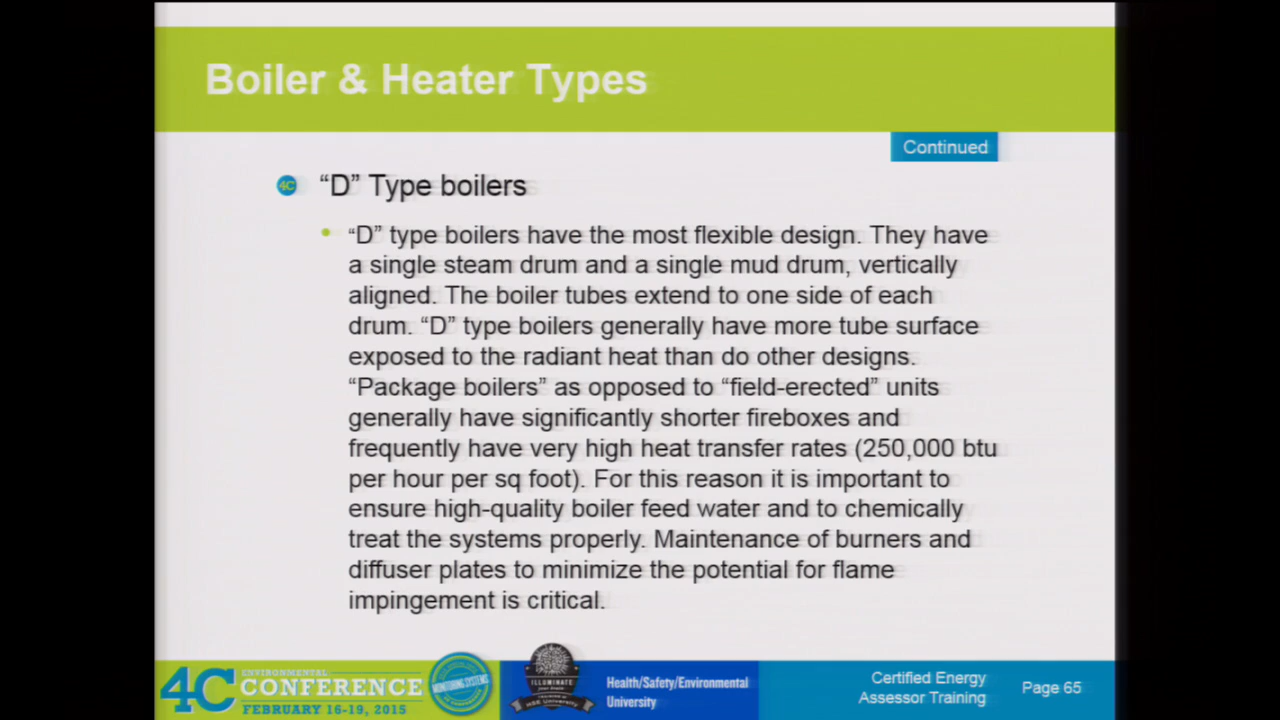 Boiler & Heater Types
Continued
4C
“D” Type boilers
“D” type boilers have the most flexible design. They have
a single steam drum and a single mud drum, vertically
aligned. The boiler tubes extend to one side of each
drum. “D” type boilers generally have more tube surface
exposed to the radiant heat than do other designs.
“Package boilers” as opposed to “field-erected” units
generally have significantly shorter fireboxes and
frequently have very high heat transfer rates (250,000 btu
per hour per sq foot). For this reason it is important to
ensure high-quality boiler feed water and to chemically
treat the systems properly. Maintenance of burners and
diffuser plates to minimize the potential for flame
impingement is critical.
4C ENVIRONMENTAL
CONFERENCE
FEBRUARY 16-19, 2015
MONITORING SYSTEMS
ILLUMINATE
HSE University
Health/Safety/Environmental
University
Certified Energy
Assessor Training
Page 65